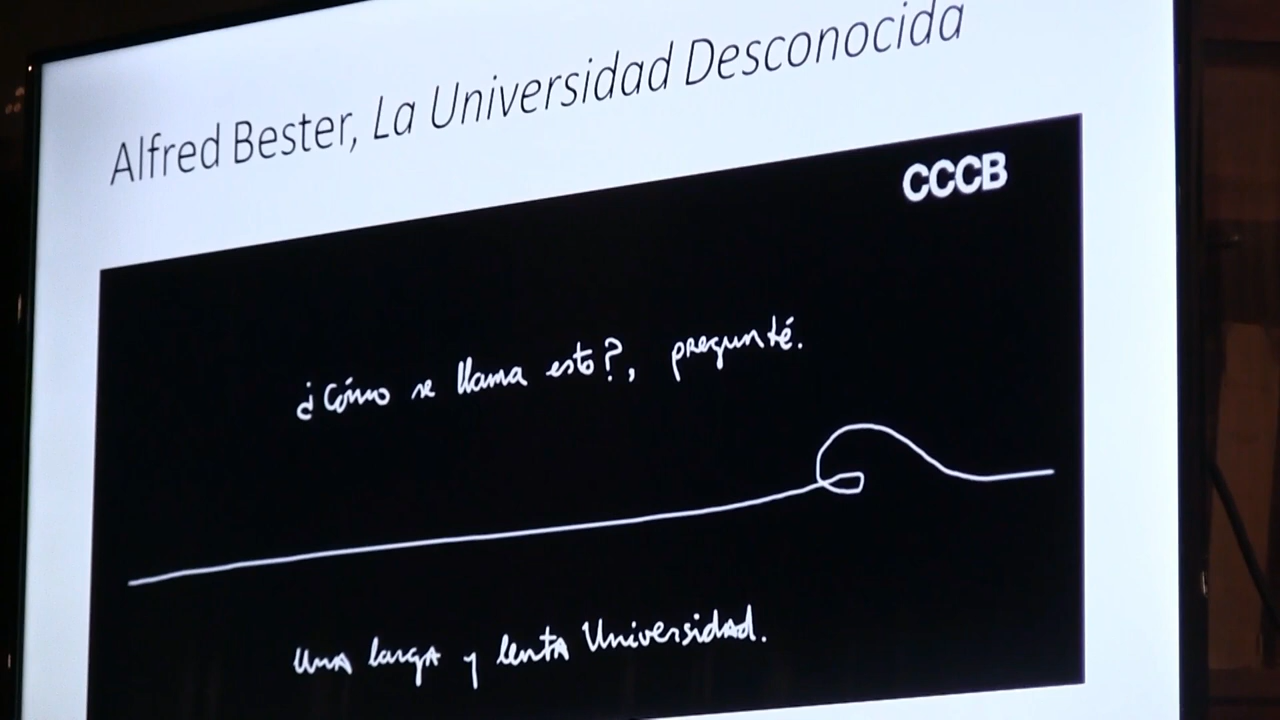 Alfred Bester, La Universidad Desconocida
CCCB
¿Cómo se llama esto?, pregunté.
Una larga y lenta Universidad.